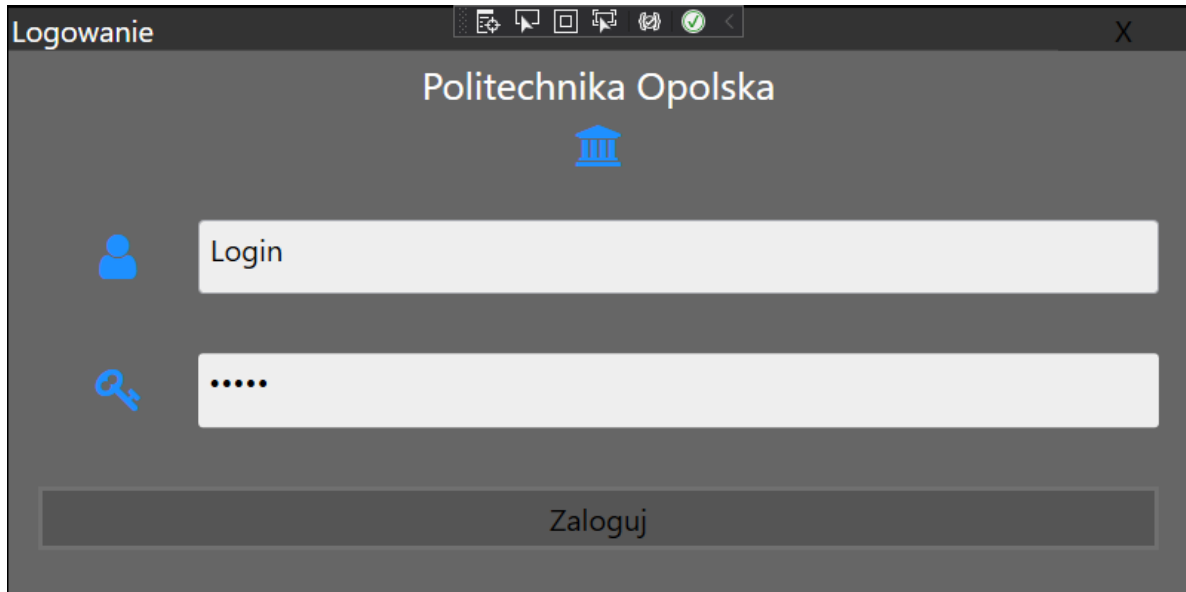 Logowanie
X
Politechnika Opolska
Login
•••••
Zaloguj